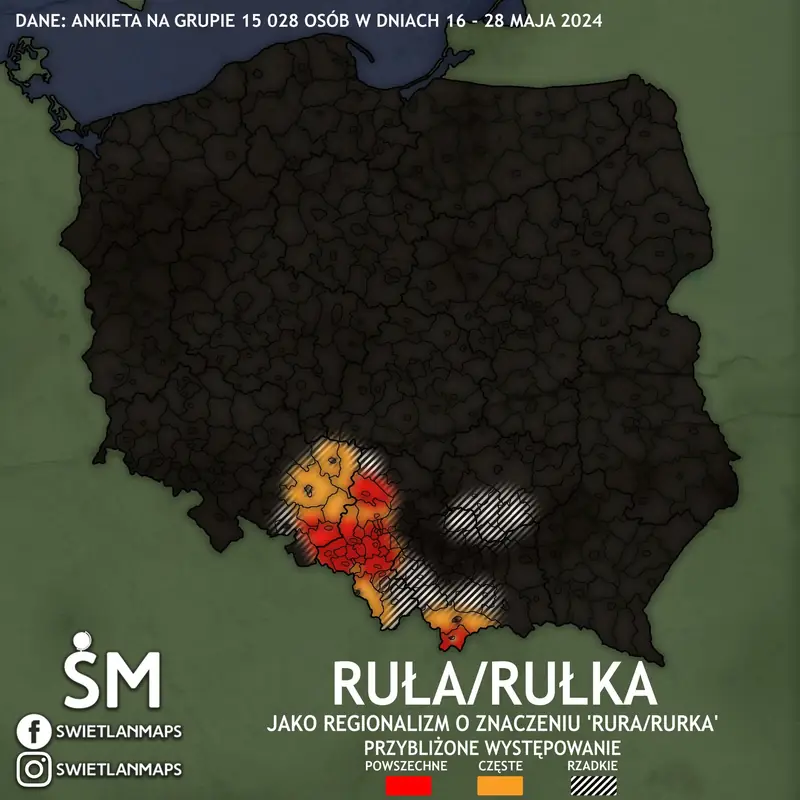 DANE: ANKIETA NA GRUPIE 15 028 OSÓB W DNIACH 16 - 28 MAJA 2024
ŚM
SWIETLANMAPS
SWIETLANMAPS
RUŁA/RUŁKA
JAKO REGIONALIZM O ZNACZENIU 'RURA/RURKA'
PRZYBLIŻONE WYSTĘPOWANIE
POWSZECHNE CZĘSTE RZADKIE